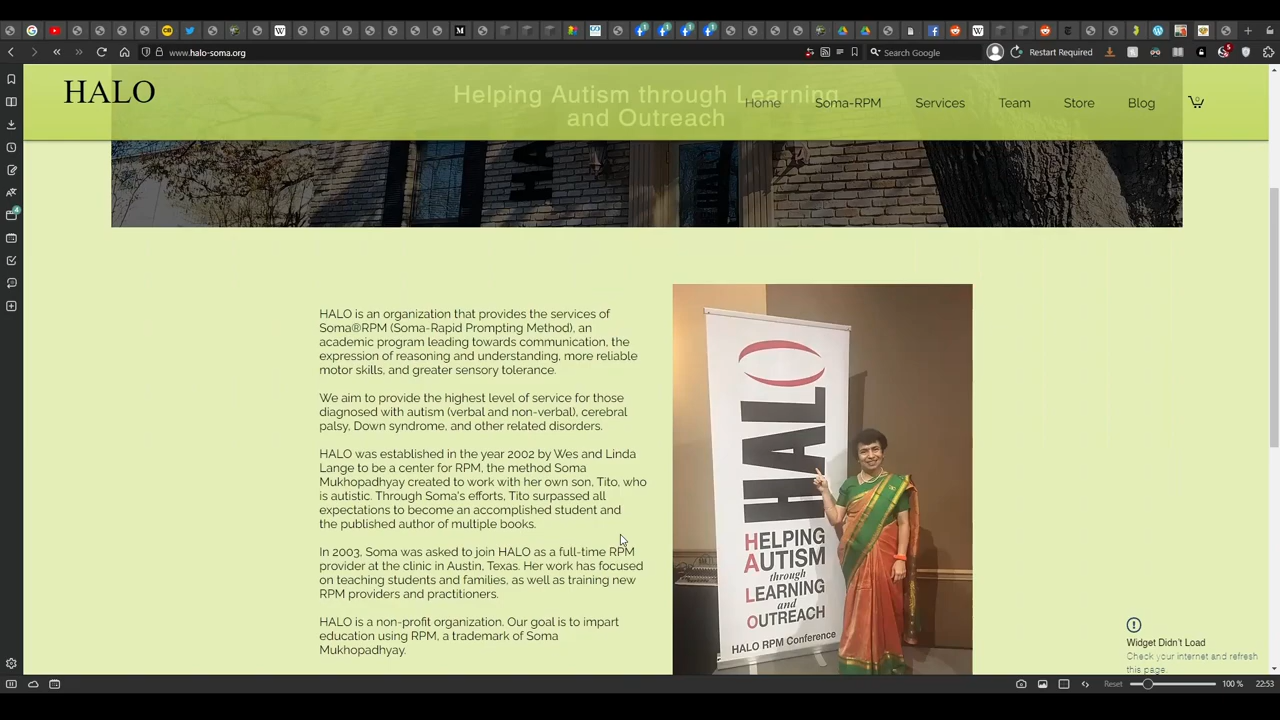 www.halo-soma.org
Search Google
Restart Required
HALO
Helping Autism through Learning
and Outreach
Home
Soma-RPM
Services
Team
Store
Blog
HALO is an organization that provides the services of
Soma®RPM (Soma-Rapid Prompting Method), an
academic program leading towards communication, the
expression of reasoning and understanding, more reliable
motor skills, and greater sensory tolerance.
We aim to provide the highest level of service for those
diagnosed with autism (verbal and non-verbal), cerebral
palsy, Down syndrome, and other related disorders.
HALO was established in the year 2002 by Wes and Linda
Lange to be a center for RPM, the method Soma
Mukhopadhyay created to work with her own son, Tito, who
is autistic. Through Soma's efforts, Tito surpassed all
expectations to become an accomplished student and
the published author of multiple books.
In 2003, Soma was asked to join HALO as a full-time RPM
provider at the clinic in Austin, Texas. Her work has focused
on teaching students and families, as well as training new
RPM providers and practitioners.
HALO is a non-profit organization. Our goal is to impart
education using RPM, a trademark of Soma
Mukhopadhyay.
HALO
HELPING
AUTISM
through
LEARNING
and
OUTREACH
HALO RPM Conference
Widget Didn't Load
Check your internet and refresh
this page.
Reset
100 %
22:53